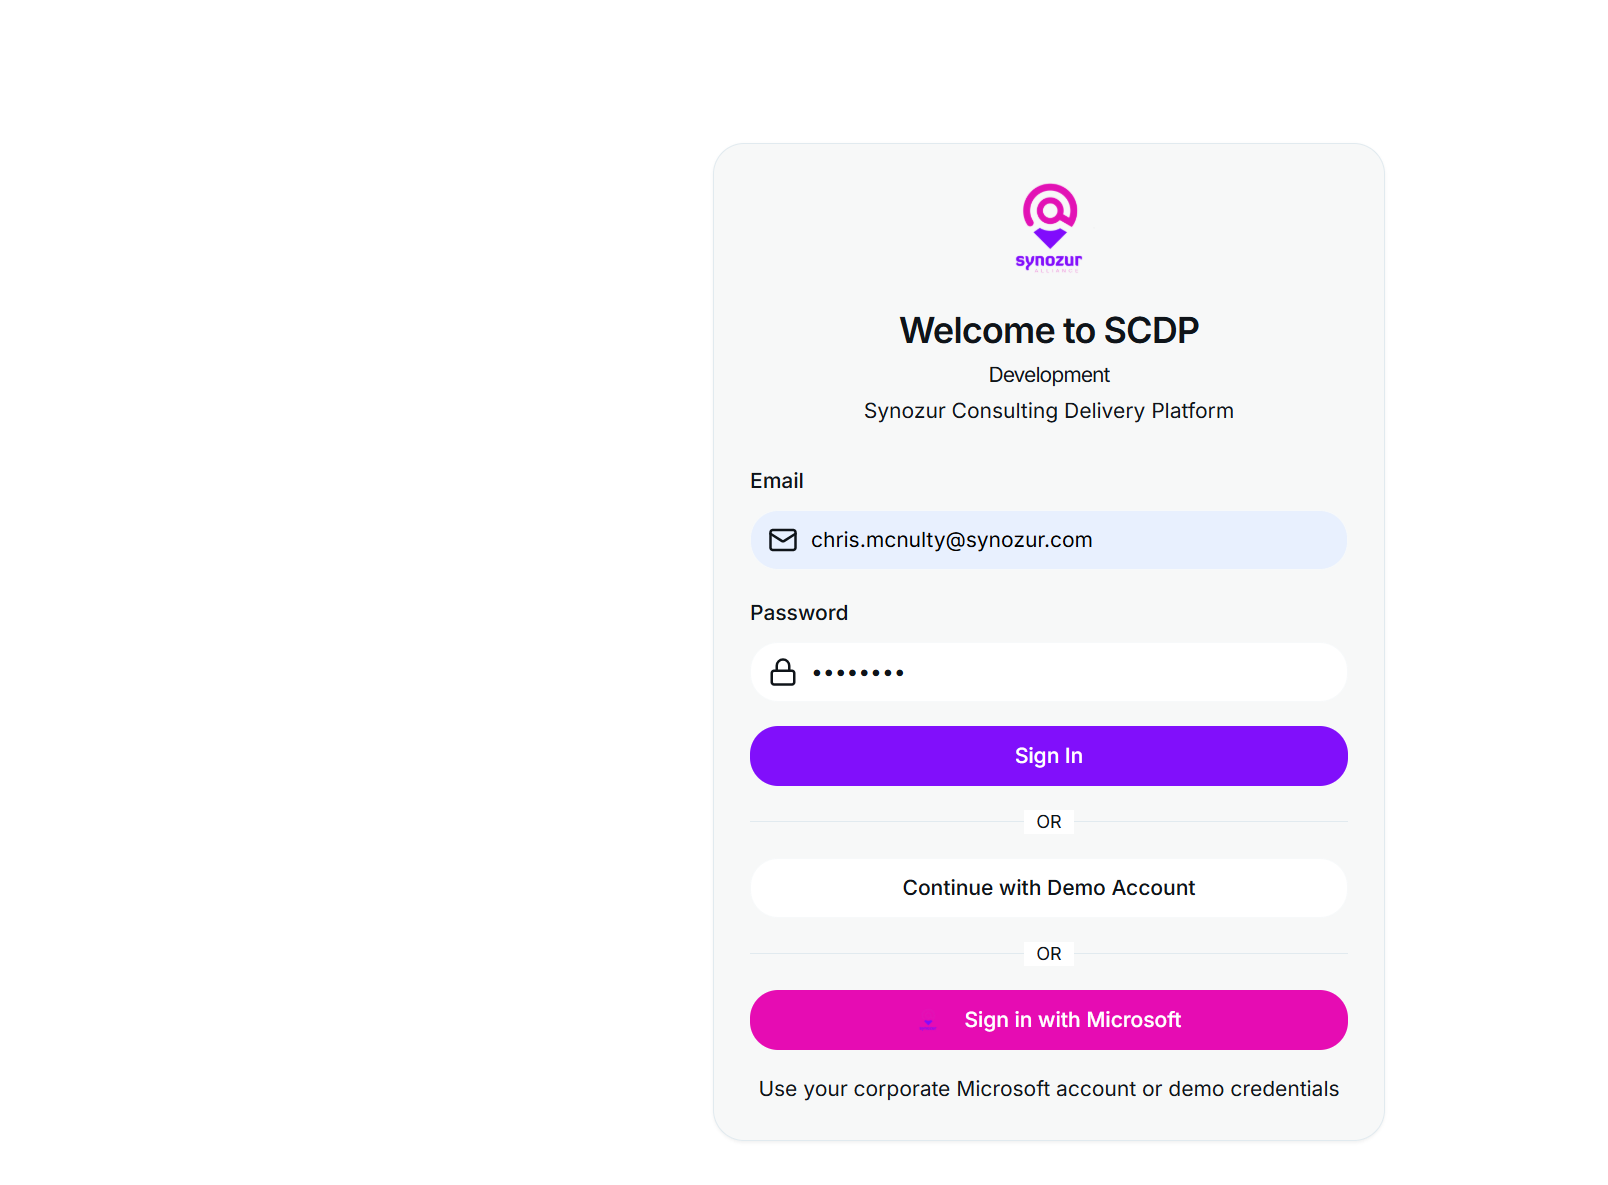 synozur
ALLIANCE
Welcome to SCDP
Development
Synozur Consulting Delivery Platform
Email
chris.mcnulty@synozur.com
Password
••••••••
Sign In
OR
Continue with Demo Account
OR
Sign in with Microsoft
Use your corporate Microsoft account or demo credentials